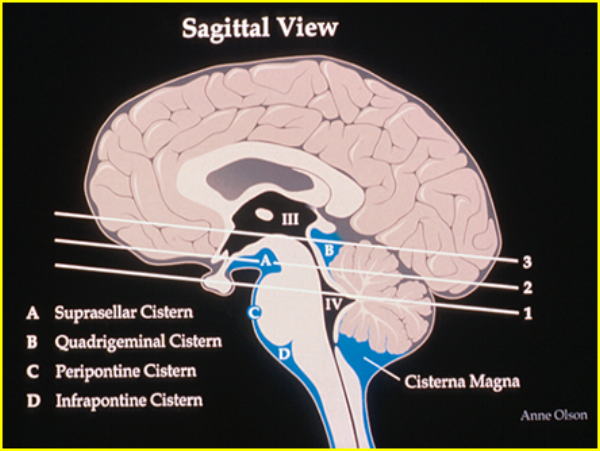 Sagittal View
III
B
A
3
2
IV
1
C
D
A Suprasellar Cistern
B Quadrigeminal Cistern
C Peripontine Cistern
D Infrapontine Cistern
Cisterna Magna
Anne Olson